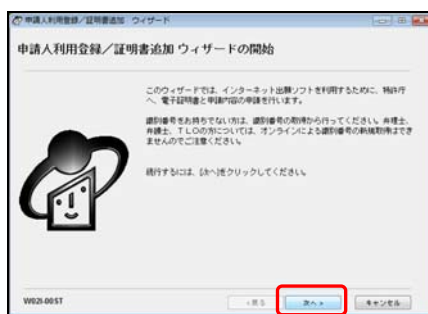 申請人利用登録／証明書追加 ウィザード
申請人利用登録／証明書追加 ウィザードの開始
このウィザードでは、インターネット出願ソフトを利用するために、特許庁
へ、電子証明書と申請内容の申請を行います。
識別番号をお持ちでない方は、識別番号の取得から行ってください。弁理士、
弁護士、TLOの方については、オンラインによる識別番号の新規取得はでき
ませんのでご注意ください。
続行するには、[次へ]をクリックしてください。
W021-00:ST
<戻る
次へ >
キャンセル